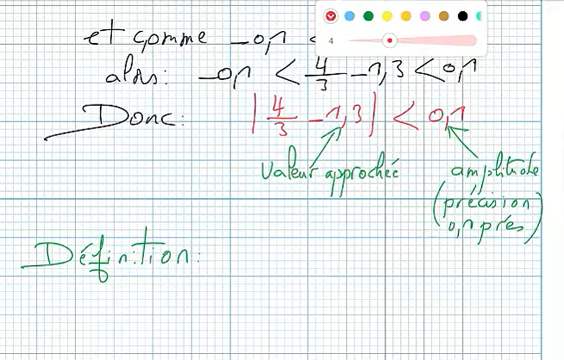 et comme -0,1 <
alors: -0,1 < 4/3 - 1,3 < 0,1
Donc: |4/3 - 1,3| < 0,1
valeur approchée
amplitude
(précision
0,1 près)
Définition:
4